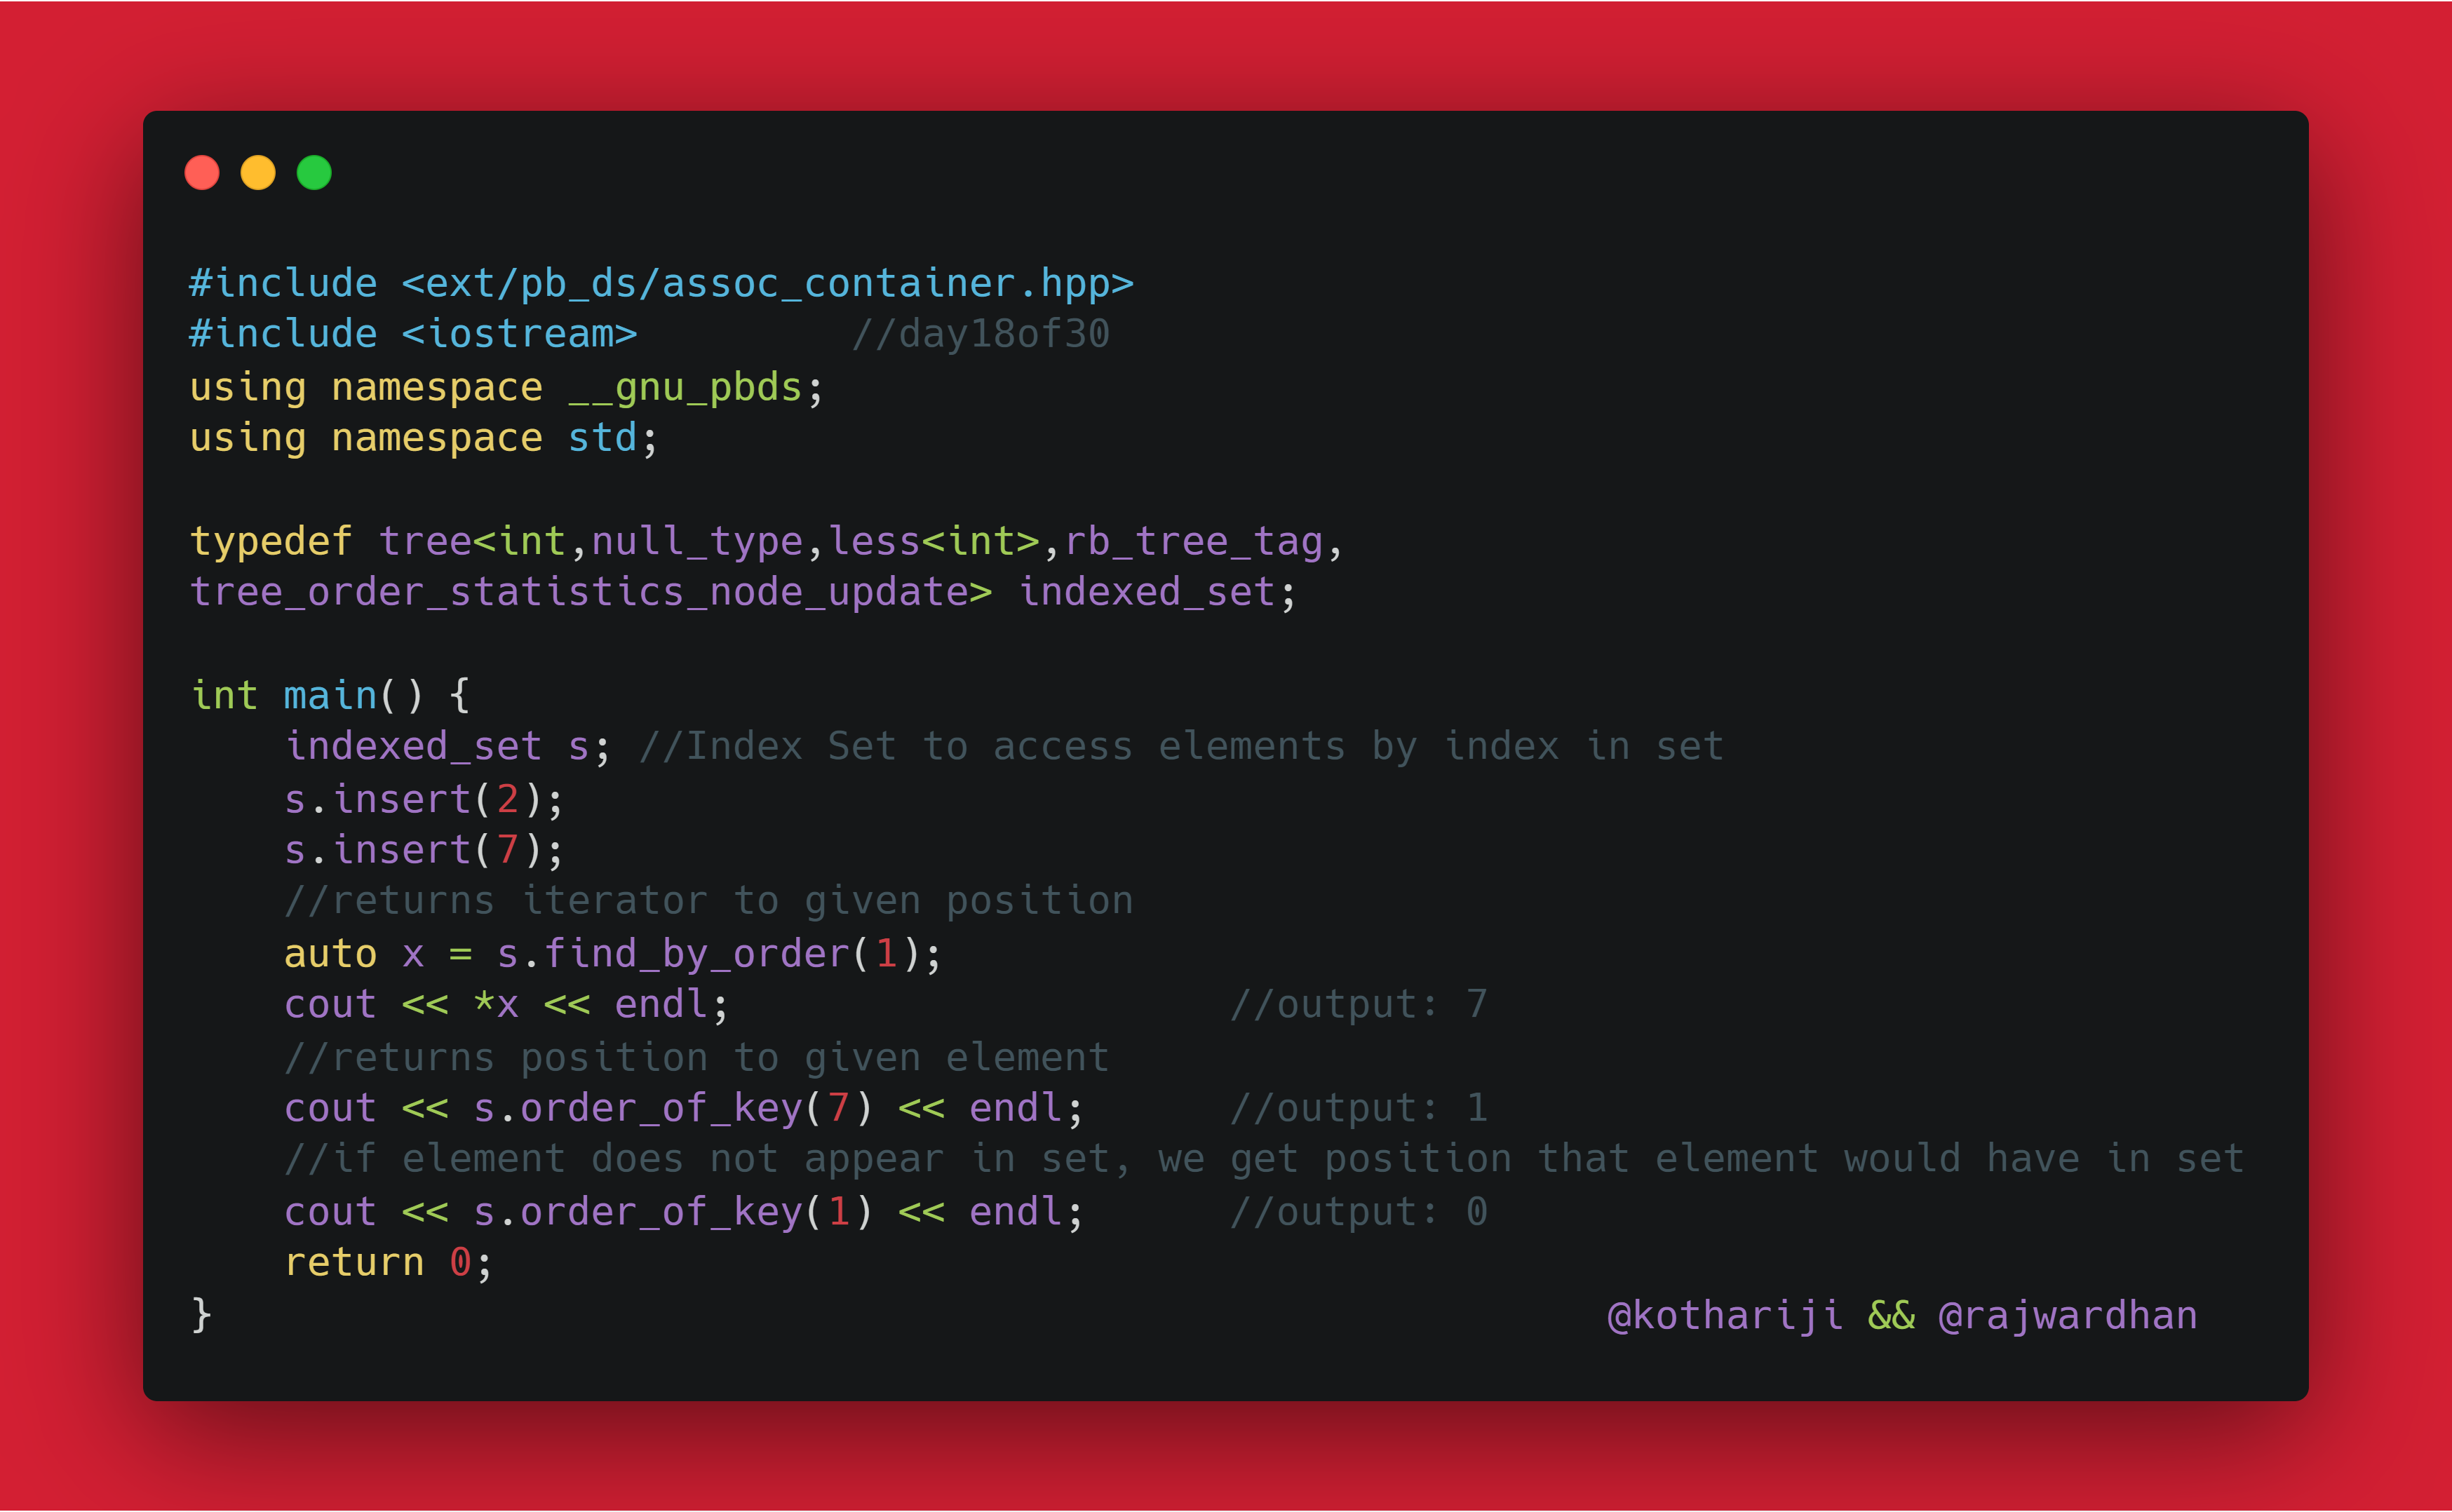 #include <ext/pb_ds/assoc_container.hpp>
#include <iostream>         //day18of30
using namespace __gnu_pbds;
using namespace std;

typedef tree<int,null_type,less<int>,rb_tree_tag,
tree_order_statistics_node_update> indexed_set;

int main() {
    indexed_set s; //Index Set to access elements by index in set
    s.insert(2);
    s.insert(7);
    //returns iterator to given position
    auto x = s.find_by_order(1);
    cout << *x << endl;                     //output: 7
    //returns position to given element
    cout << s.order_of_key(7) << endl;      //output: 1
    //if element does not appear in set, we get position that element would have in set
    cout << s.order_of_key(1) << endl;      //output: 0
    return 0;
}                                                           @kothariji && @rajwardhan